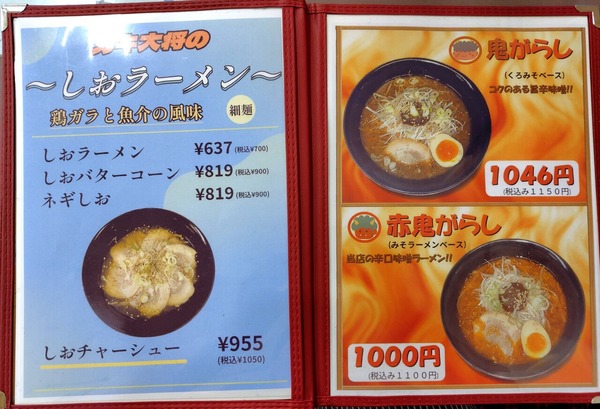 大将の
～しおラーメン～
鶏ガラと魚介の風味
細麺
しおラーメン ¥637(税込¥700)
しおバターコーン ¥819(税込¥900)
ネギしお ¥819(税込¥900)
しおチャーシュー ¥955
(税込¥1050)
鬼がらし
(くろみそベース)
コクのある旨辛味噌!!
1046円
(税込み1150円)
赤鬼がらし
(みそラーメンベース)
当店の辛口味噌ラーメン!!
1000円
(税込み1100円)